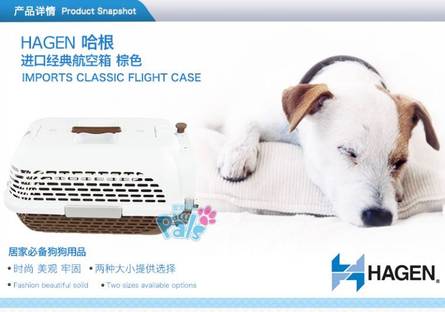 产品详情 Product Snapshot
HAGEN 哈根
进口经典航空箱 棕色
IMPORTS CLASSIC FLIGHT CASE
Pals
居家必备狗狗用品
•时尚 美观 牢固 •两种大小提供选择
•Fashion beautiful solid •Two sizes available options
HAGEN®